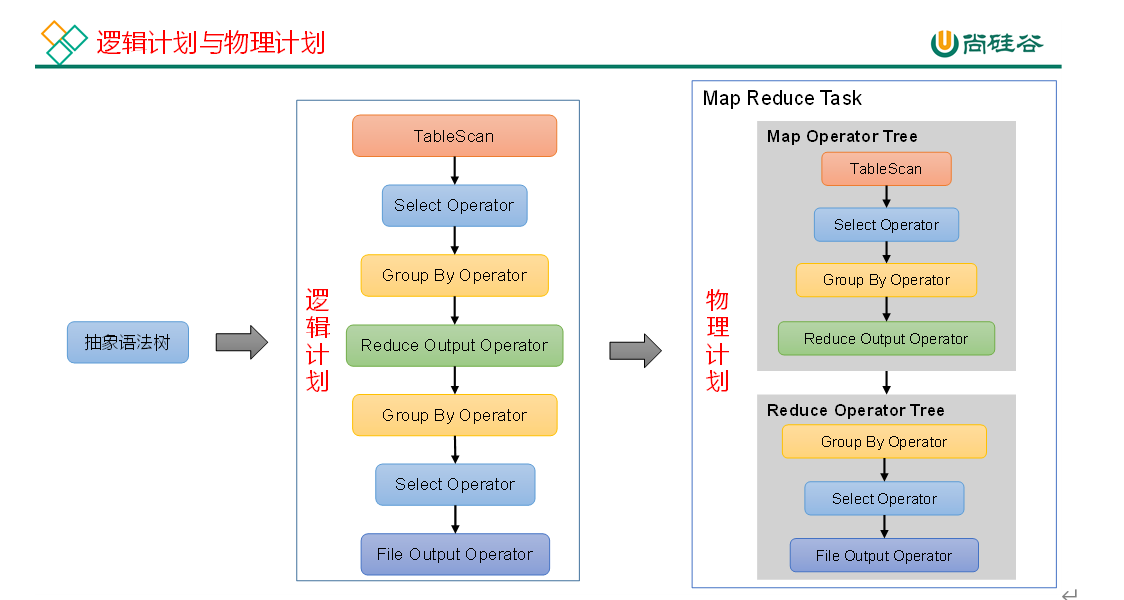 逻辑计划与物理计划
尚硅谷
抽象语法树
逻辑计划
TableScan
Select Operator
Group By Operator
Reduce Output Operator
Group By Operator
Select Operator
File Output Operator
物理计划
Map Reduce Task
Map Operator Tree
TableScan
Select Operator
Group By Operator
Reduce Output Operator
Reduce Operator Tree
Group By Operator
Select Operator
File Output Operator